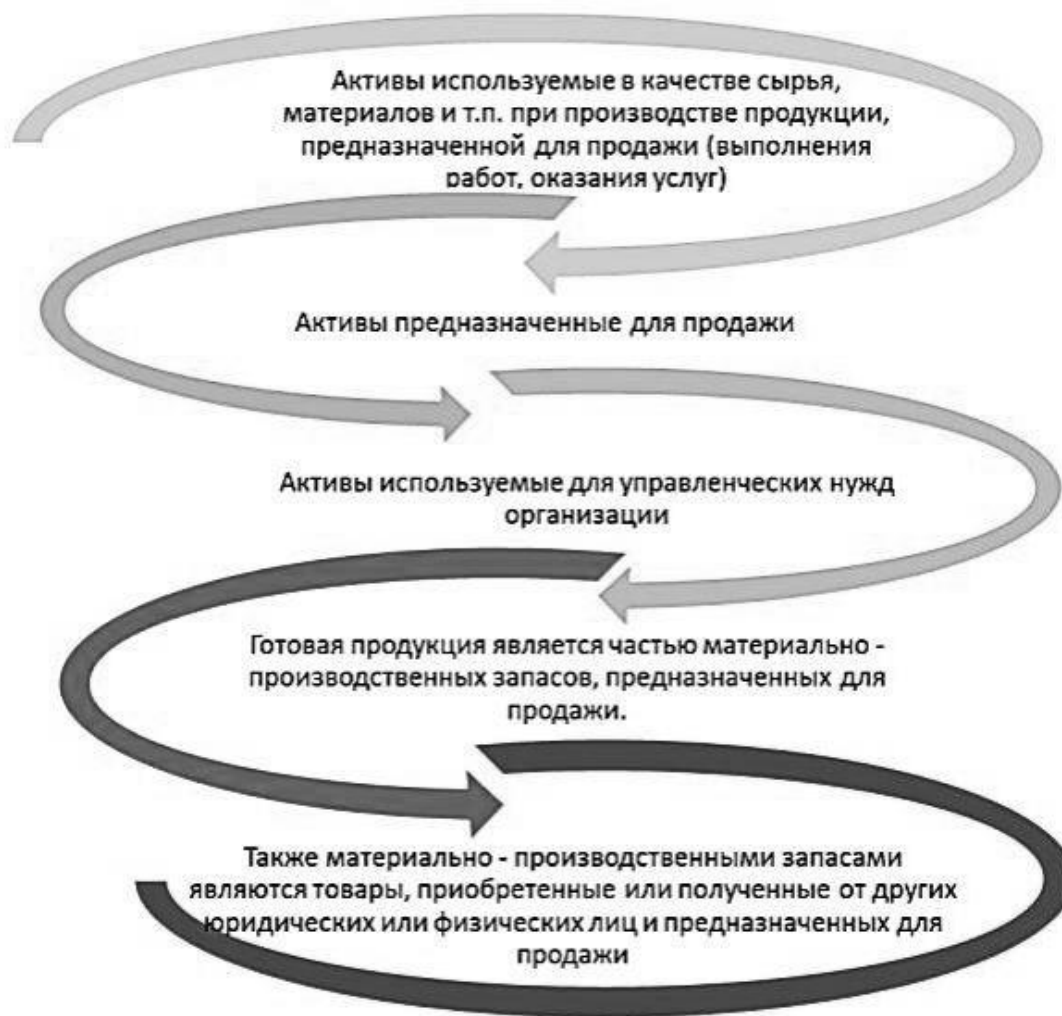 Активы используемые в качестве сырья,
материалов и т.п. при производстве продукции,
предназначенной для продажи (выполнения
работ, оказания услуг)
Активы предназначенные для продажи
Активы используемые для управленческих нужд
организации
Готовая продукция является частью материально -
производственных запасов, предназначенных для
продажи.
Также материально - производственными запасами
являются товары, приобретенные или полученные от других
юридических или физических лиц и предназначенных для
продажи